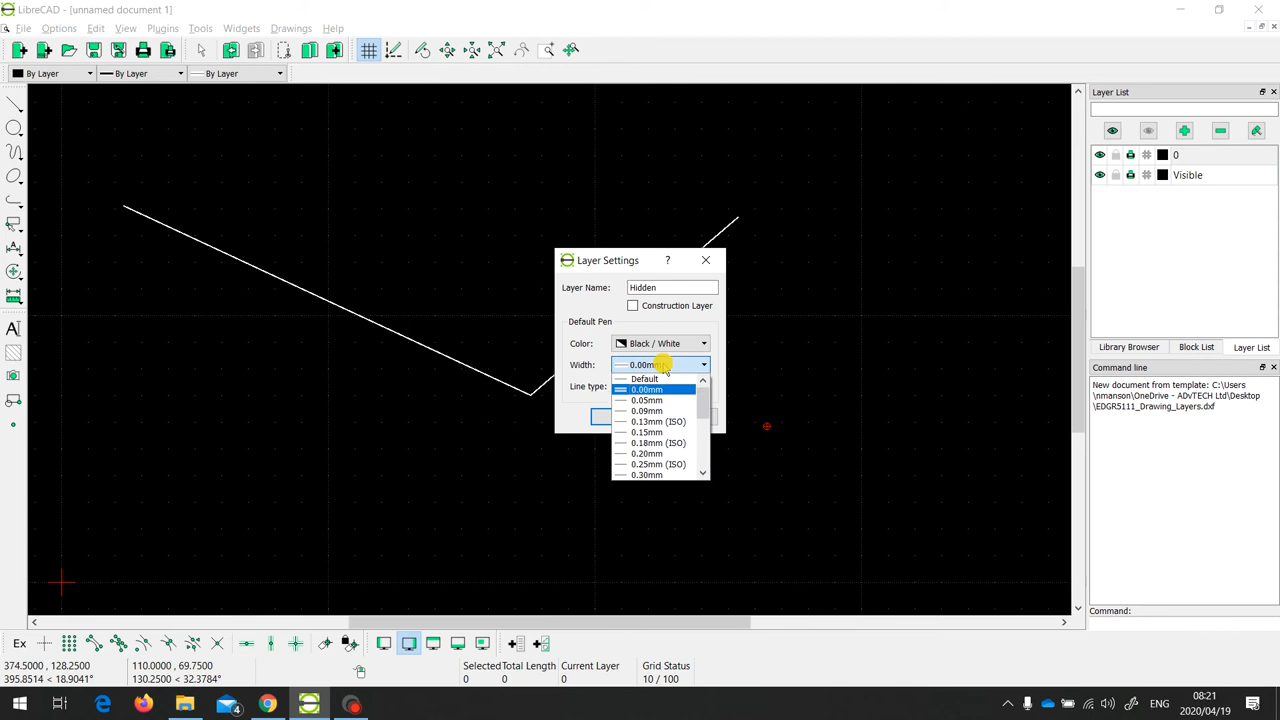 LibreCAD - [unnamed document 1]
File Options Edit View Plugins Tools Widgets Drawings Help
By Layer By Layer By Layer
Layer List
0
Visible
Layer Settings ?
Layer Name: Hidden
Construction Layer
Default Pen
Color: Black / White
Width: 0.00mm
Line type:
Default
0.00mm
0.05mm
0.09mm
0.13mm (ISO)
0.15mm
0.18mm (ISO)
0.20mm
0.25mm (ISO)
0.30mm
Library Browser Block List Layer List
Command line
New document from template: C:\Users
\nmanson\OneDrive - ADvTECH Ltd\Desktop
\EDGR5111_Drawing_Layers.dxf
Command:
Ex
374.5000 , 128.2500 110.0000 , 69.7500 Selected Total Length Current Layer Grid Status
395.8514 < 18.9041° 130.2500 < 32.3784° 0 0 0 10 / 100
4 ENG 08:21
2020/04/19